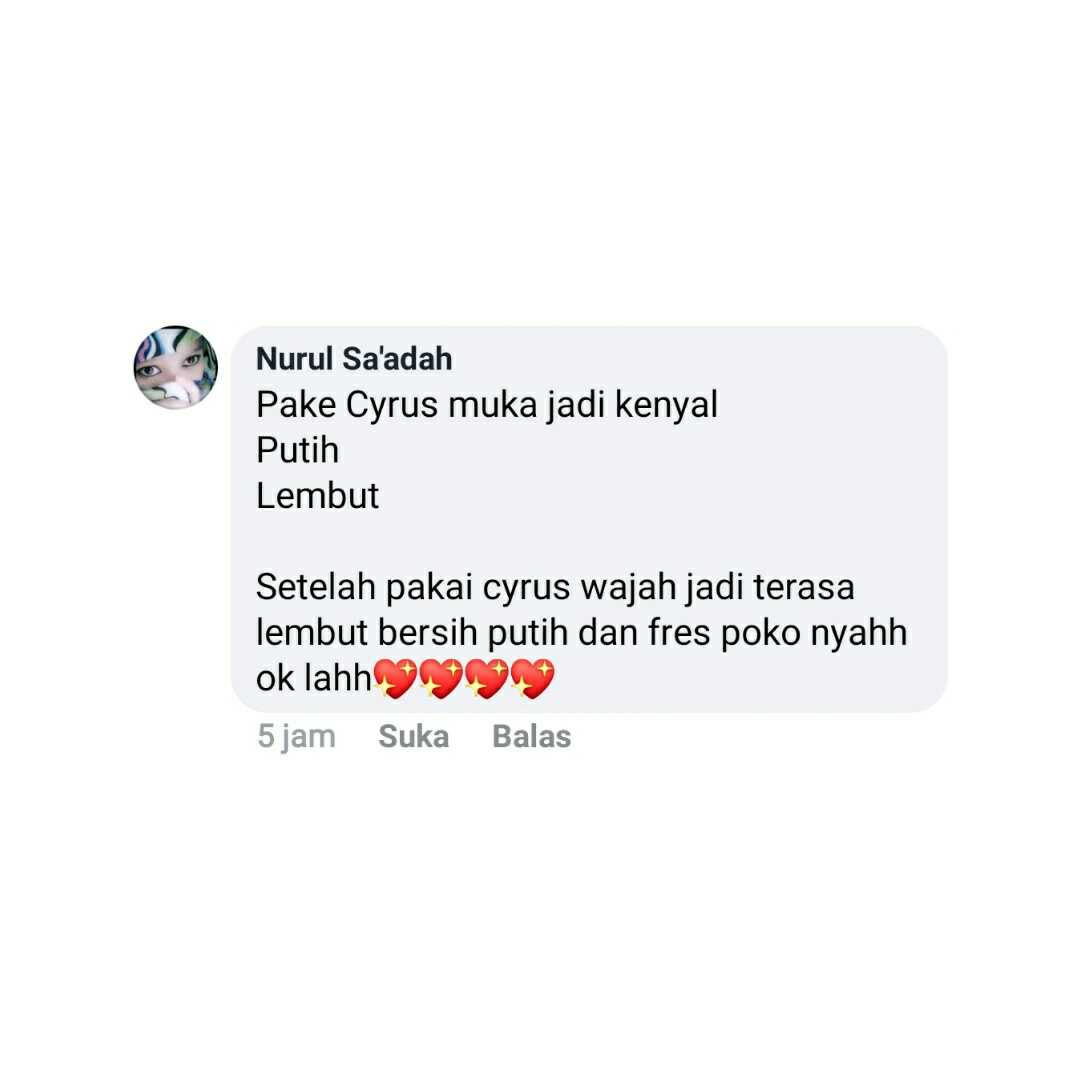 Nurul Sa'adah
Pake Cyrus muka jadi kenyal
Putih
Lembut
Setelah pakai cyrus wajah jadi terasa
lembut bersih putih dan fres poko nyahh
ok lahh💖💖💖💖
5 jam Suka Balas